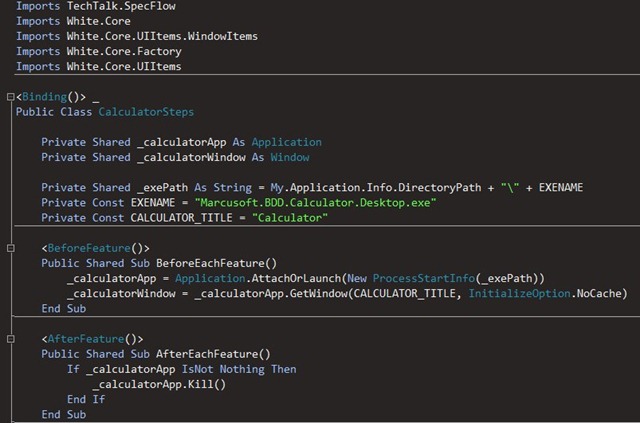 Imports TechTalk.SpecFlow
Imports White.Core
Imports White.Core.UIItems.WindowItems
Imports White.Core.Factory
Imports White.Core.UIItems
<Binding()> _
Public Class CalculatorSteps
Private Shared _calculatorApp As Application
Private Shared _calculatorWindow As Window
Private Shared _exePath As String = My.Application.Info.DirectoryPath + "\" + EXENAME
Private Const EXENAME = "Marcusoft.BDD.Calculator.Desktop.exe"
Private Const CALCULATOR_TITLE = "Calculator"
<BeforeFeature()>
Public Shared Sub BeforeEachFeature()
_calculatorApp = Application.AttachOrLaunch(New ProcessStartInfo(_exePath))
_calculatorWindow = _calculatorApp.GetWindow(CALCULATOR_TITLE, InitializeOption.NoCache)
End Sub
<AfterFeature()>
Public Shared Sub AfterEachFeature()
If _calculatorApp IsNot Nothing Then
_calculatorApp.Kill()
End If
End Sub